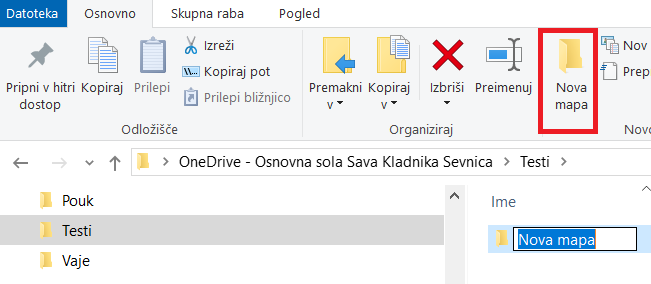 Datoteka Osnovno Skupna raba Pogled
Pripni v hitri dostop
Kopiraj
Prilepi
Izreži
Kopiraj pot
Prilepi bližnjico
Odložišče
Premakni v
Kopiraj v
Izbriši
Preimenuj
Organiziraj
Nova mapa
Nov
Prep
Novo
OneDrive - Osnovna sola Sava Kladnika Sevnica > Testi >
Pouk
Testi
Vaje
Ime
Nova mapa